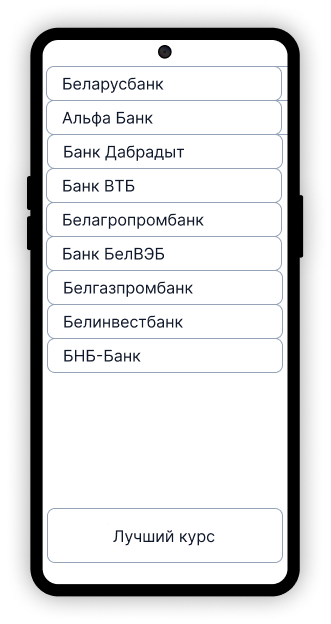 Беларусбанк
Альфа Банк
Банк Дабрадыт
Банк ВТБ
Белагропромбанк
Банк БелВЭБ
Белгазпромбанк
Белинвестбанк
БНБ-Банк
Лучший курс